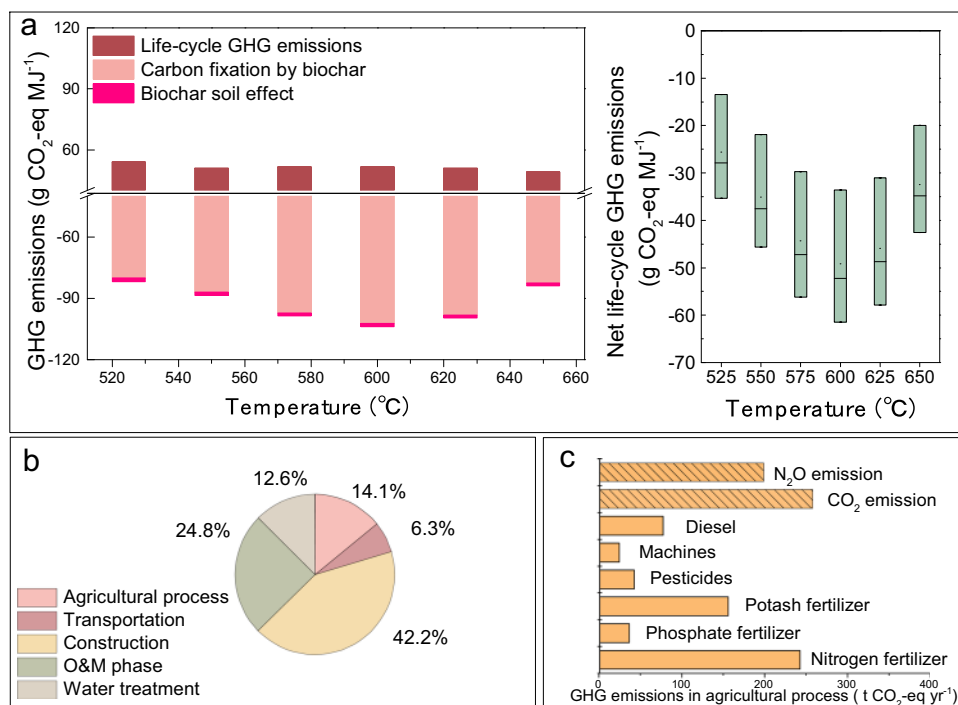 a
GHG emissions (g CO₂-eq MJ⁻¹)
120
90
60
-60
-90
-120
Life-cycle GHG emissions
Carbon fixation by biochar
Biochar soil effect
520 540 560 580 600 620 640 660
Temperature (°C)
Net life-cycle GHG emissions
(g CO₂-eq MJ⁻¹)
0
-10
-20
-30
-40
-50
-60
-70
525 550 575 600 625 650
Temperature (°C)
b
12.6%
14.1%
24.8%
6.3%
42.2%
Agricultural process
Transportation
Construction
O&M phase
Water treatment
c
N₂O emission
CO₂ emission
Diesel
Machines
Pesticides
Potash fertilizer
Phosphate fertilizer
Nitrogen fertilizer
0 100 200 300 400
GHG emissions in agricultural process ( t CO₂-eq yr⁻¹)